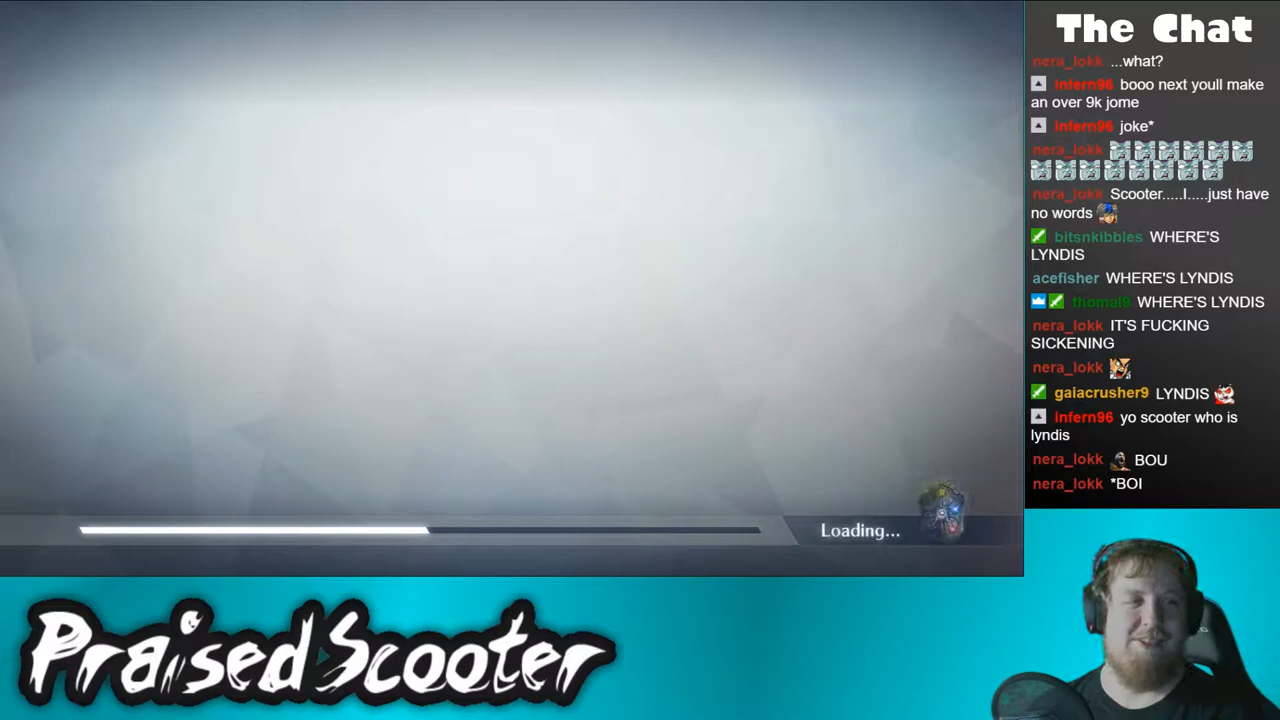 The Chat
nera_lokk ...what?
infern96 booo next youll make
an over 9k jome
infern96 joke*
nera_lokk
nera_lokk Scooter.....I.....just have
no words
bitsnkibbles WHERE'S
LYNDIS
acefisher WHERE'S LYNDIS
thomal9 WHERE'S LYNDIS
nera_lokk IT'S FUCKING
SICKENING
nera_lokk
gaiacrusher9 LYNDIS
infern96 yo scooter who is
lyndis
nera_lokk BOU
nera_lokk *BOI
Loading...
PraisedScooter